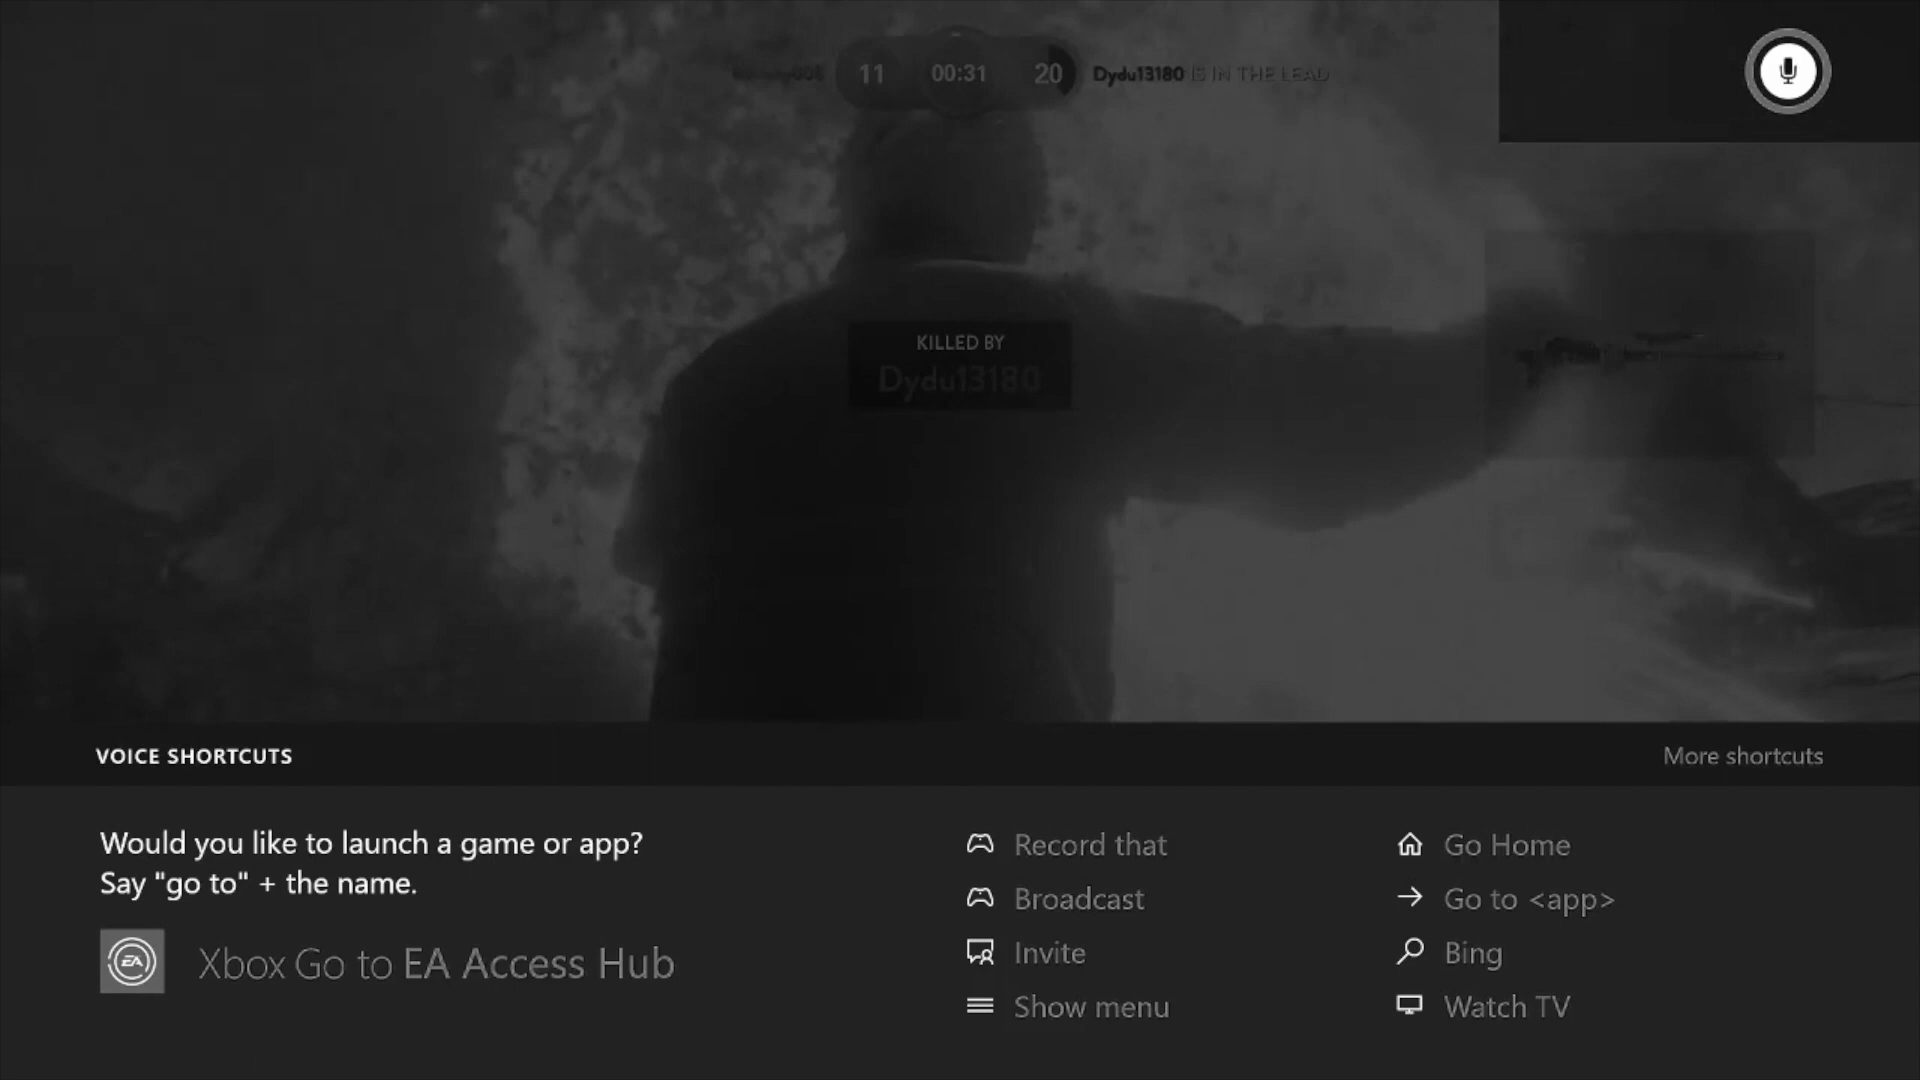 11 00:31 20 Dydu13180 IS IN THE LEAD
KILLED BY
Dydu13180
VOICE SHORTCUTS
More shortcuts
Would you like to launch a game or app?
Say "go to" + the name.
EA Xbox Go to EA Access Hub
Record that
Broadcast
Invite
Show menu
Go Home
Go to <app>
Bing
Watch TV